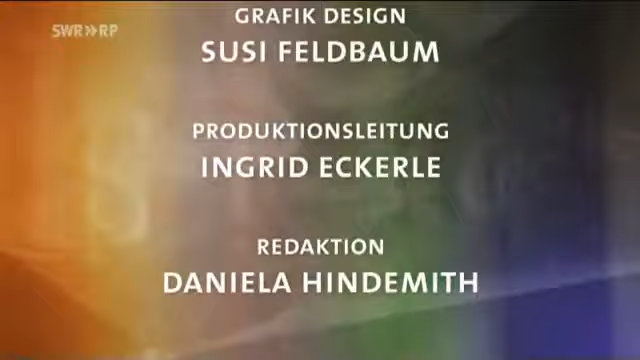 GRAFIK DESIGN
SWR»RP
SUSI FELDBAUM
PRODUKTIONSLEITUNG
INGRID ECKERLE
REDAKTION
DANIELA HINDEMITH